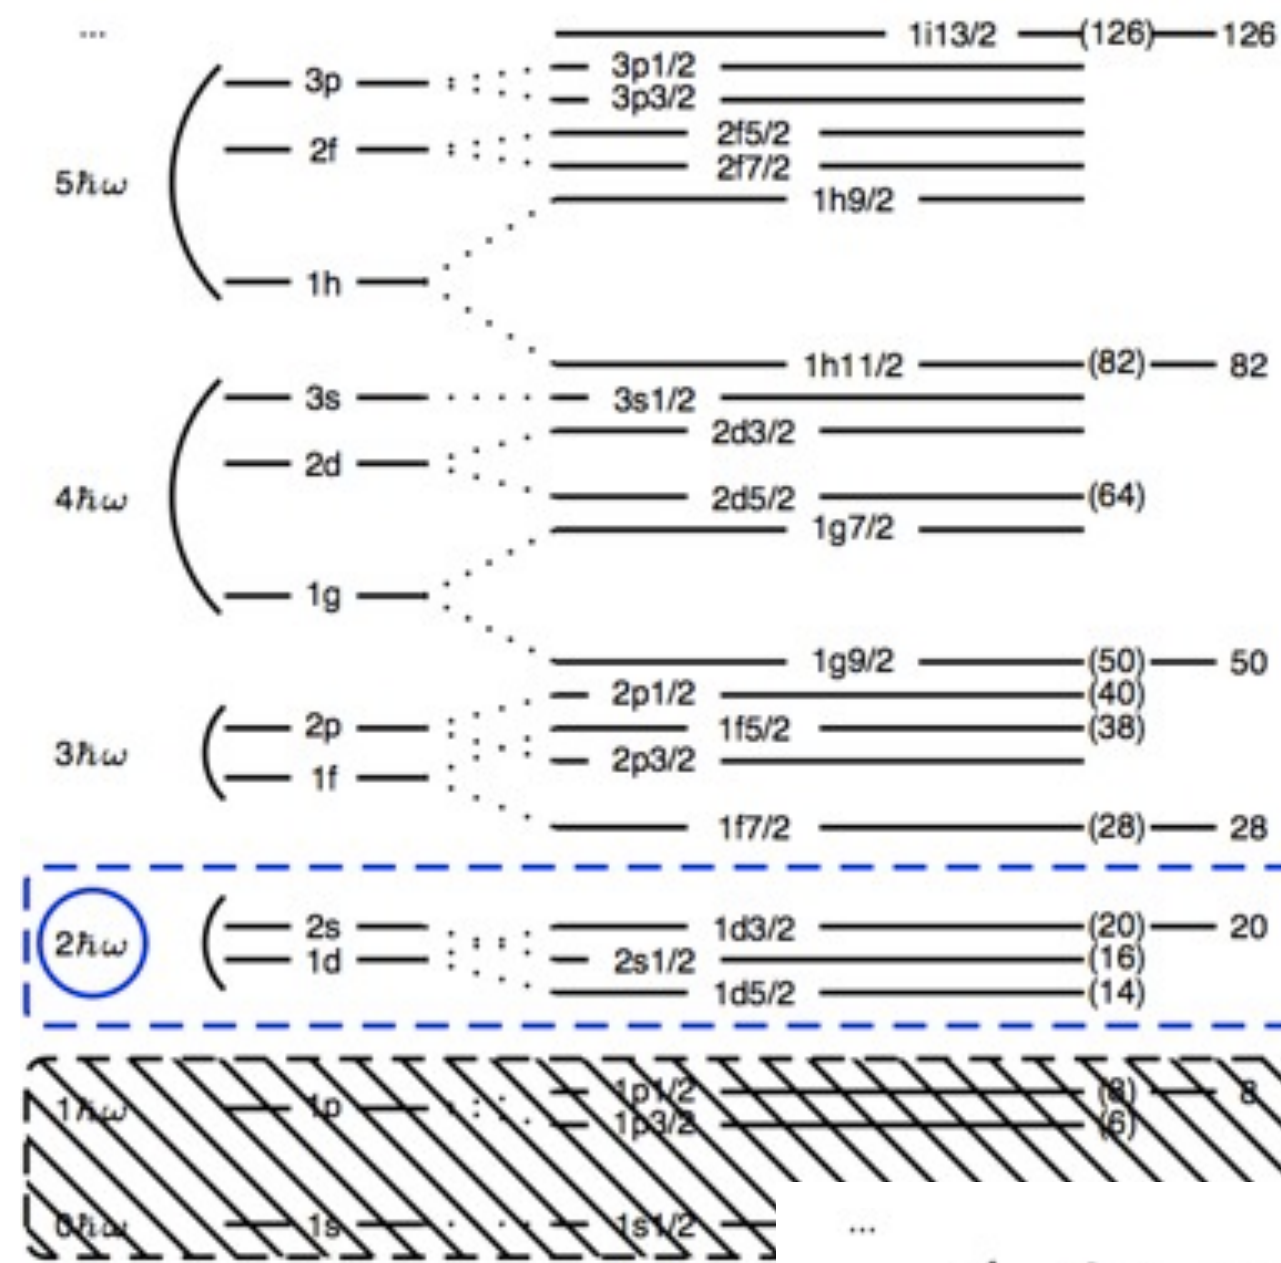 ...
1i13/2 (126) 126
3p 3p1/2
3p3/2
2f 2f5/2
2f7/2
5ħω 1h9/2
1h
1h11/2 (82) 82
3s 3s1/2
2d3/2
2d
4ħω 2d5/2 (64)
1g7/2
1g
1g9/2 (50) 50
2p1/2 (40)
2p 1f5/2 (38)
3ħω 2p3/2
1f
1f7/2 (28) 28
2s 1d3/2 (20) 20
2ħω 1d 2s1/2 (16)
1d5/2 (14)
1ħω 1p 1p1/2 (8) 8
1p3/2 (6)
0ħω 1s 1s1/2
...